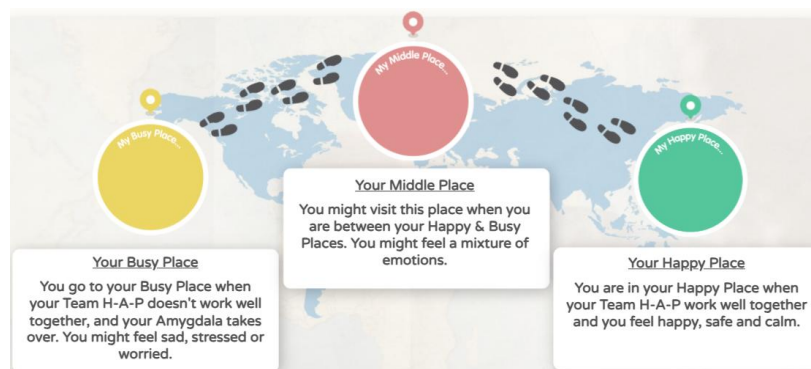 My Middle Place...
My Busy Place...
My Happy Place...
Your Middle Place
You might visit this place when you
are between your Happy & Busy
Places. You might feel a mixture of
emotions.
Your Busy Place
You go to your Busy Place when
your Team H-A-P doesn't work well
together, and your Amygdala takes
over. You might feel sad, stressed or
worried.
Your Happy Place
You are in your Happy Place when
your Team H-A-P work well together
and you feel happy, safe and calm.